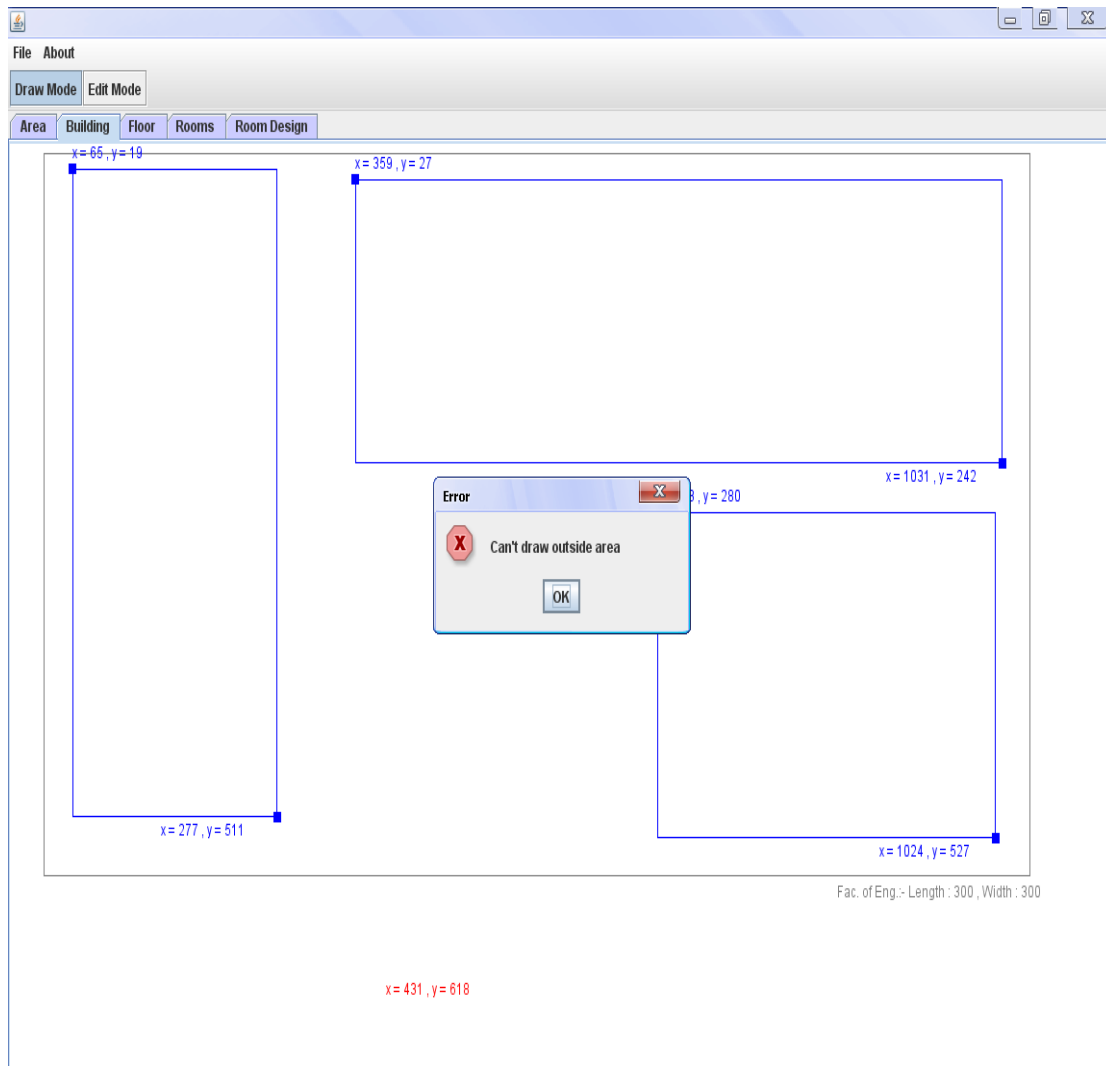 File About
Draw Mode Edit Mode
Area Building Floor Rooms Room Design
x = 65 , y = 19
x = 359 , y = 27
x = 1031 , y = 242
, y = 280
Error
Can't draw outside area
OK
x = 277 , y = 511
x = 1024 , y = 527
Fac. of Eng.:- Length : 300 , Width : 300
x = 431 , y = 618